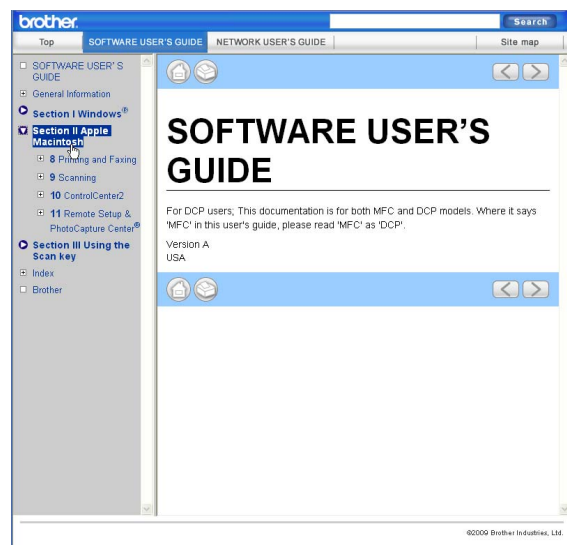 brother.
Search
Top
SOFTWARE USER'S GUIDE
NETWORK USER'S GUIDE
Site map
SOFTWARE USER' S
GUIDE
General Information
Section I Windows®
Section II Apple
Macintosh
8 Printing and Faxing
9 Scanning
10 ControlCenter2
11 Remote Setup &
PhotoCapture Center®
Section III Using the
Scan key
Index
Brother
SOFTWARE USER'S
GUIDE
For DCP users; This documentation is for both MFC and DCP models. Where it says
'MFC' in this user's guide, please read 'MFC' as 'DCP'.
Version A
USA
©2009 Brother Industries, Ltd.